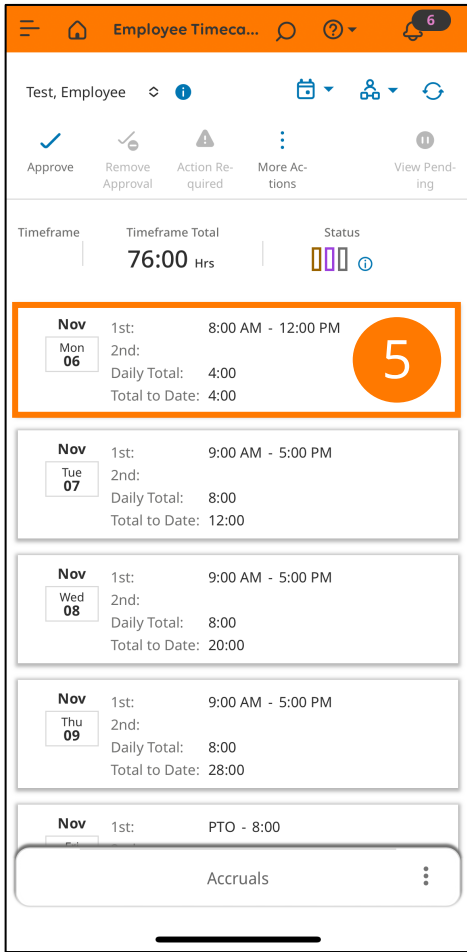 Employee Timeca...
6
Test, Employee
Approve
Remove Approval
Action Re-quired
More Ac-tions
View Pend-ing
Timeframe
Timeframe Total
76:00 Hrs
Status
Nov
Mon
06
1st: 8:00 AM - 12:00 PM
2nd:
Daily Total: 4:00
Total to Date: 4:00
5
Nov
Tue
07
1st: 9:00 AM - 5:00 PM
2nd:
Daily Total: 8:00
Total to Date: 12:00
Nov
Wed
08
1st: 9:00 AM - 5:00 PM
2nd:
Daily Total: 8:00
Total to Date: 20:00
Nov
Thu
09
1st: 9:00 AM - 5:00 PM
2nd:
Daily Total: 8:00
Total to Date: 28:00
Nov
1st: PTO - 8:00
Accruals